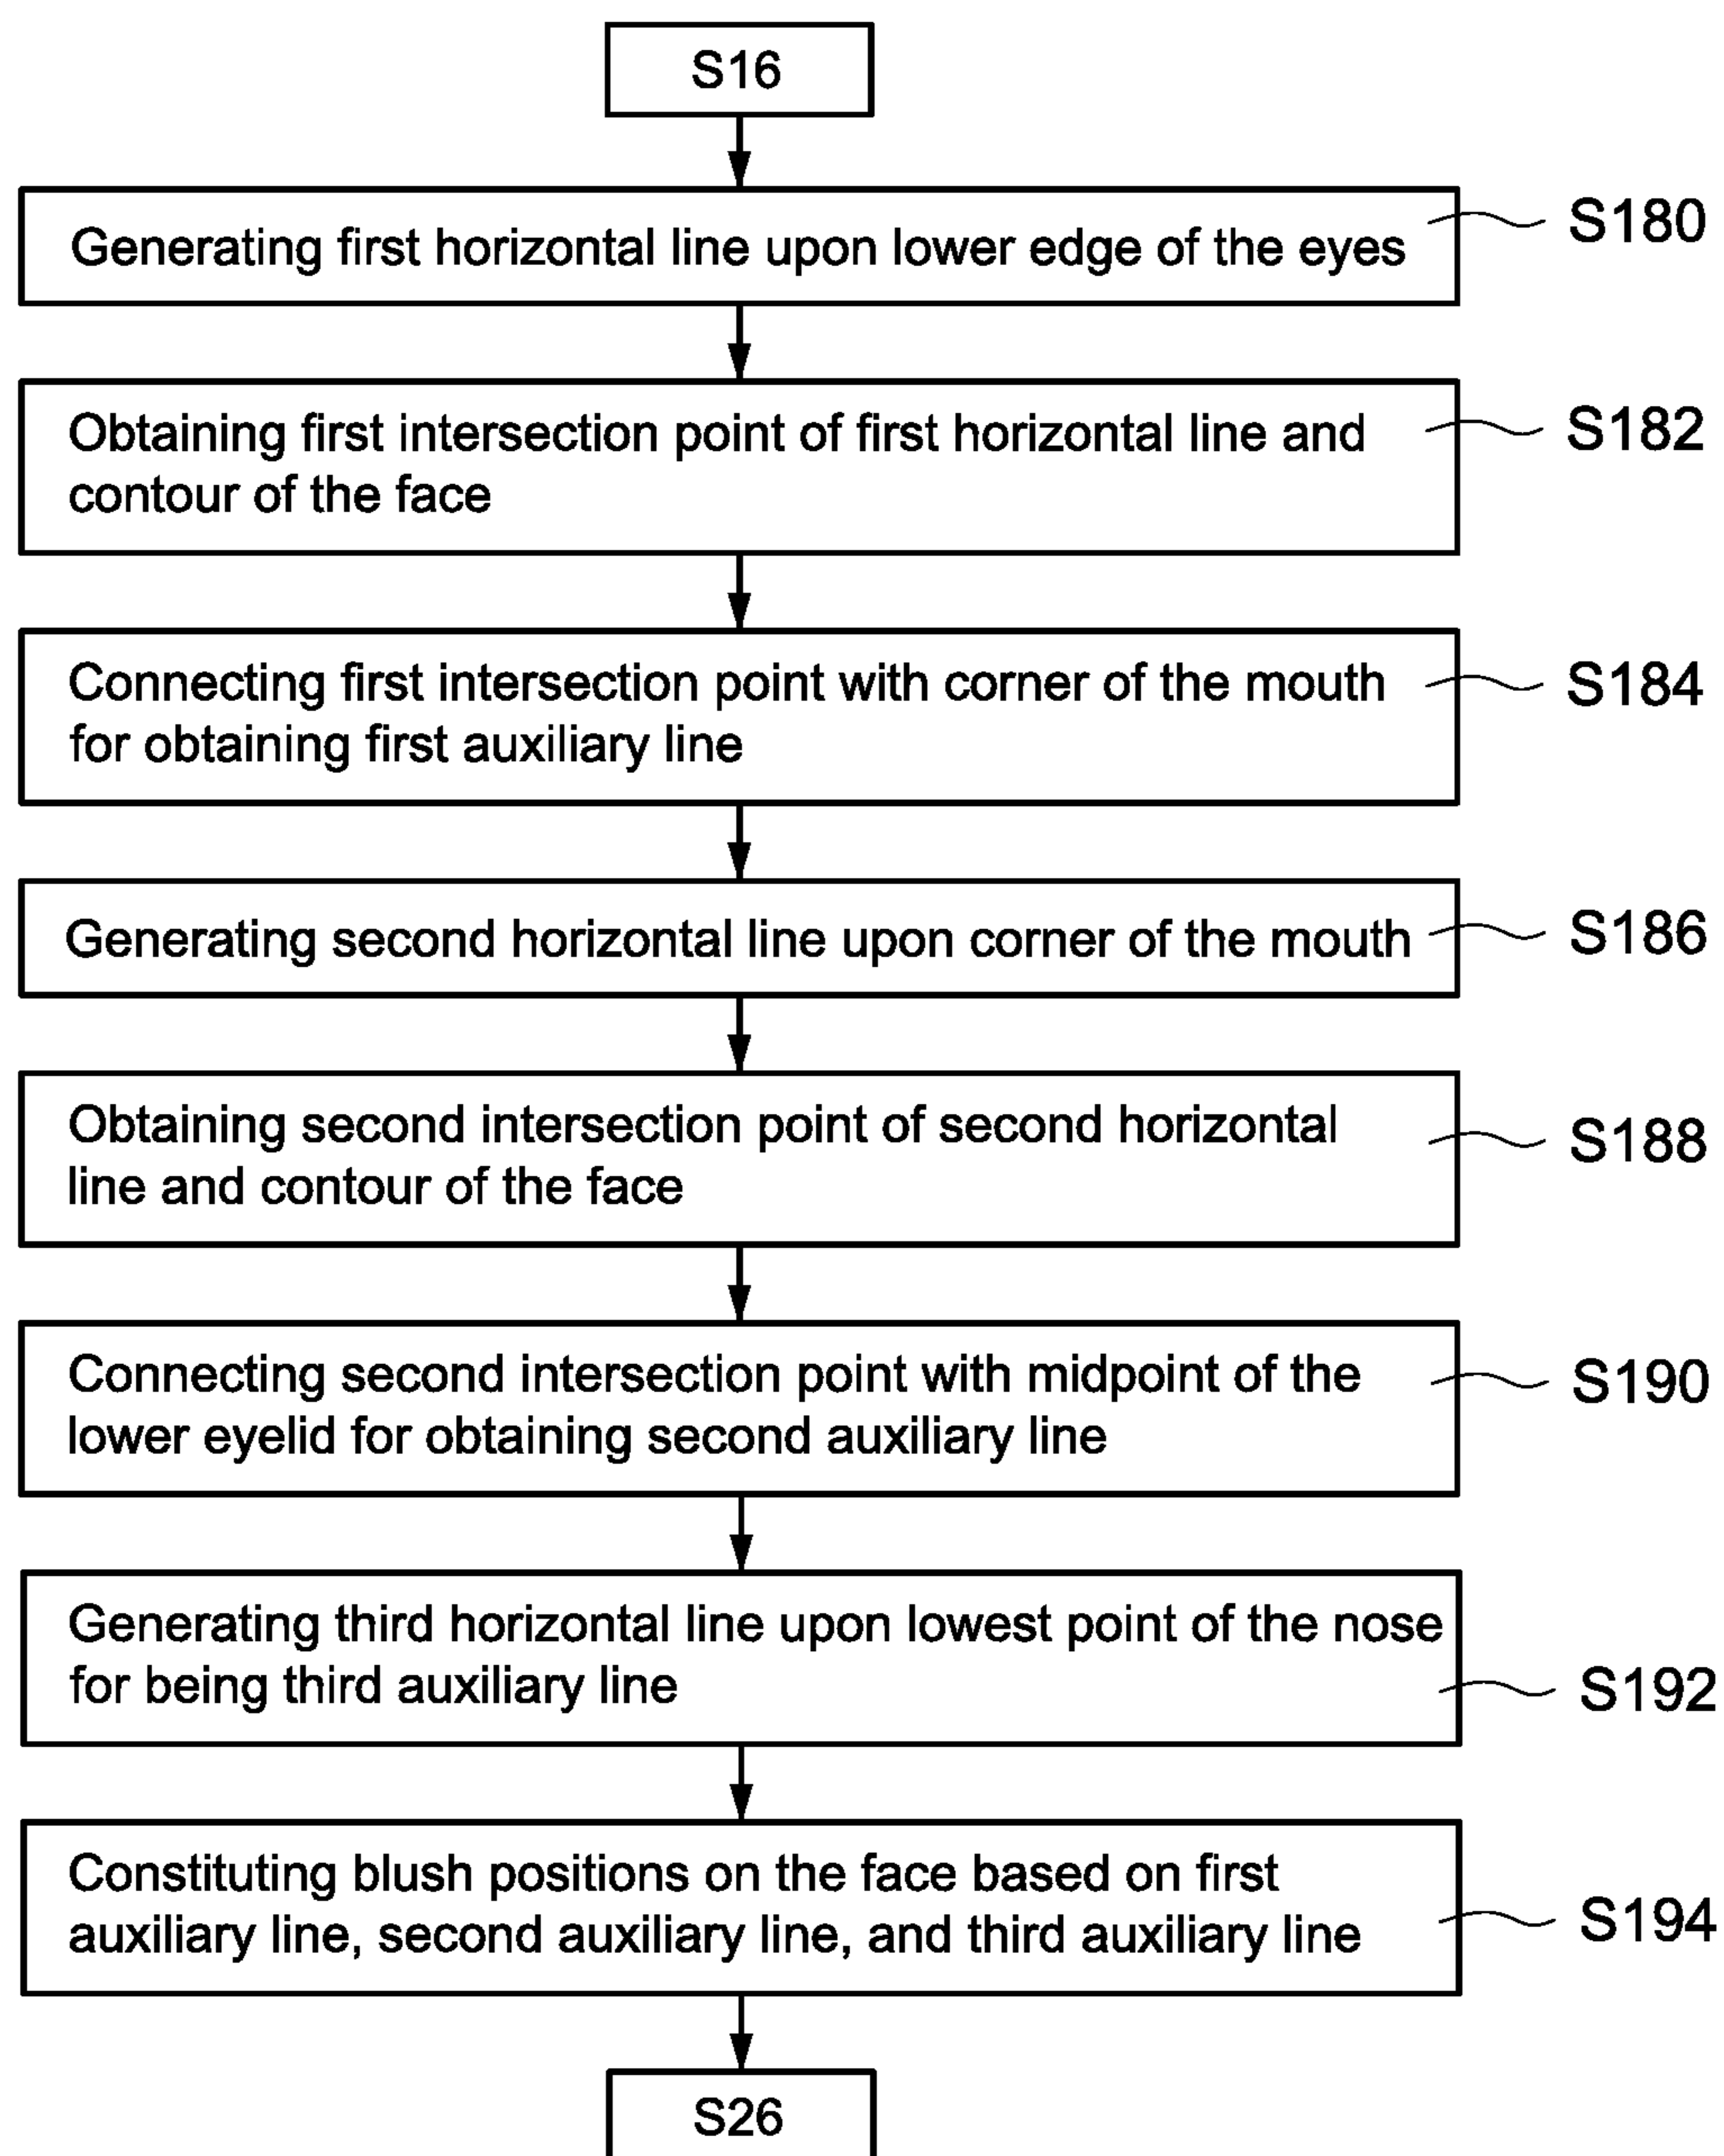 S16
Generating first horizontal line upon lower edge of the eyes
S180
Obtaining first intersection point of first horizontal line and
contour of the face
S182
Connecting first intersection point with corner of the mouth
for obtaining first auxiliary line
S184
Generating second horizontal line upon corner of the mouth
S186
Obtaining second intersection point of second horizontal
line and contour of the face
S188
Connecting second intersection point with midpoint of the
lower eyelid for obtaining second auxiliary line
S190
Generating third horizontal line upon lowest point of the nose
for being third auxiliary line
S192
Constituting blush positions on the face based on first
auxiliary line, second auxiliary line, and third auxiliary line
S194
S26